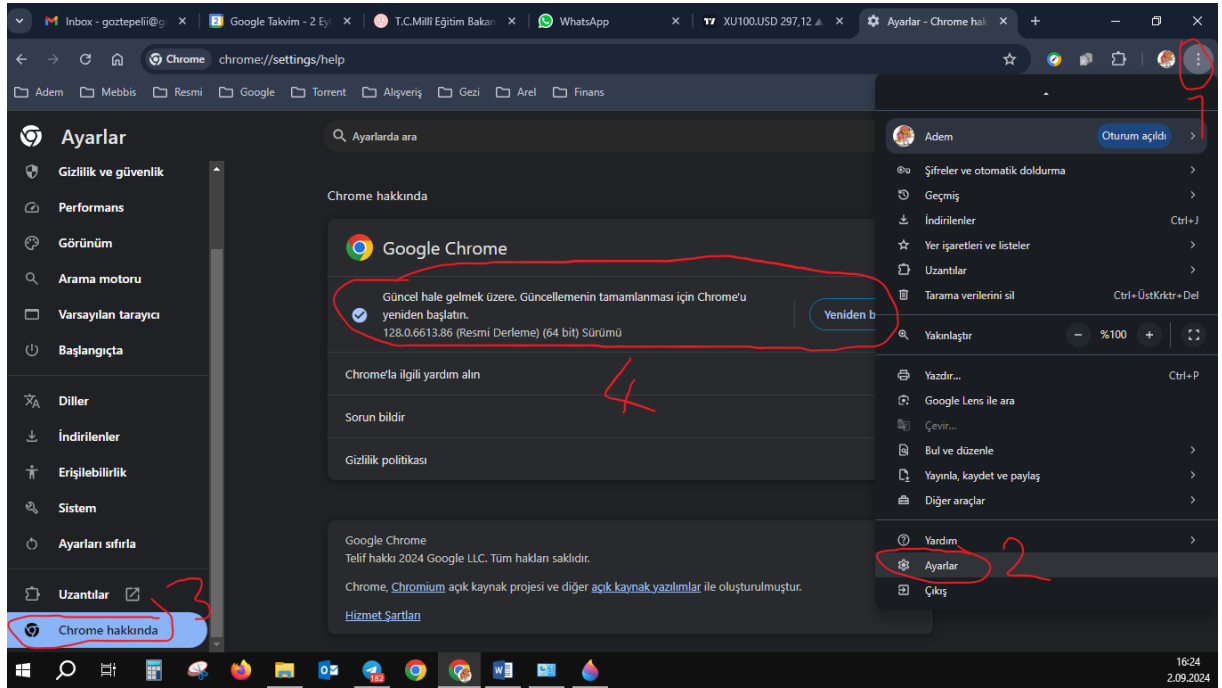 Inbox - goztepelii@g
Google Takvim - 2 Eyl
T.C.Millî Eğitim Bakan
WhatsApp
XU100.USD 297,12
Ayarlar - Chrome hak
Chrome
chrome://settings/help
Adem
Mebbis
Resmi
Google
Torrent
Alışveriş
Gezi
Arel
Finans
1
Ayarlar
Ayarlarda ara
Gizlilik ve güvenlik
Performans
Görünüm
Arama motoru
Varsayılan tarayıcı
Başlangıçta
Diller
İndirilenler
Erişilebilirlik
Sistem
Ayarları sıfırla
Uzantılar
3
Chrome hakkında
Chrome hakkında
Google Chrome
Güncel hale gelmek üzere. Güncellemenin tamamlanması için Chrome'u
yeniden başlatın.
128.0.6613.86 (Resmi Derleme) (64 bit) Sürümü
Yeniden b
4
Chrome'la ilgili yardım alın
Sorun bildir
Gizlilik politikası
Google Chrome
Telif hakkı 2024 Google LLC. Tüm hakları saklıdır.
Chrome, Chromium açık kaynak projesi ve diğer açık kaynak yazılımlar ile oluşturulmuştur.
Hizmet Şartları
Adem Oturum açıldı
Şifreler ve otomatik doldurma
Geçmiş
İndirilenler Ctrl+J
Yer işaretleri ve listeler
Uzantılar
Tarama verilerini sil Ctrl+ÜstKrktr+Del
Yakınlaştır − %100 +
Yazdır... Ctrl+P
Google Lens ile ara
Çevir...
Bul ve düzenle
Yayınla, kaydet ve paylaş
Diğer araçlar
Yardım
Ayarlar
2
Çıkış
182
16:24
2.09.2024